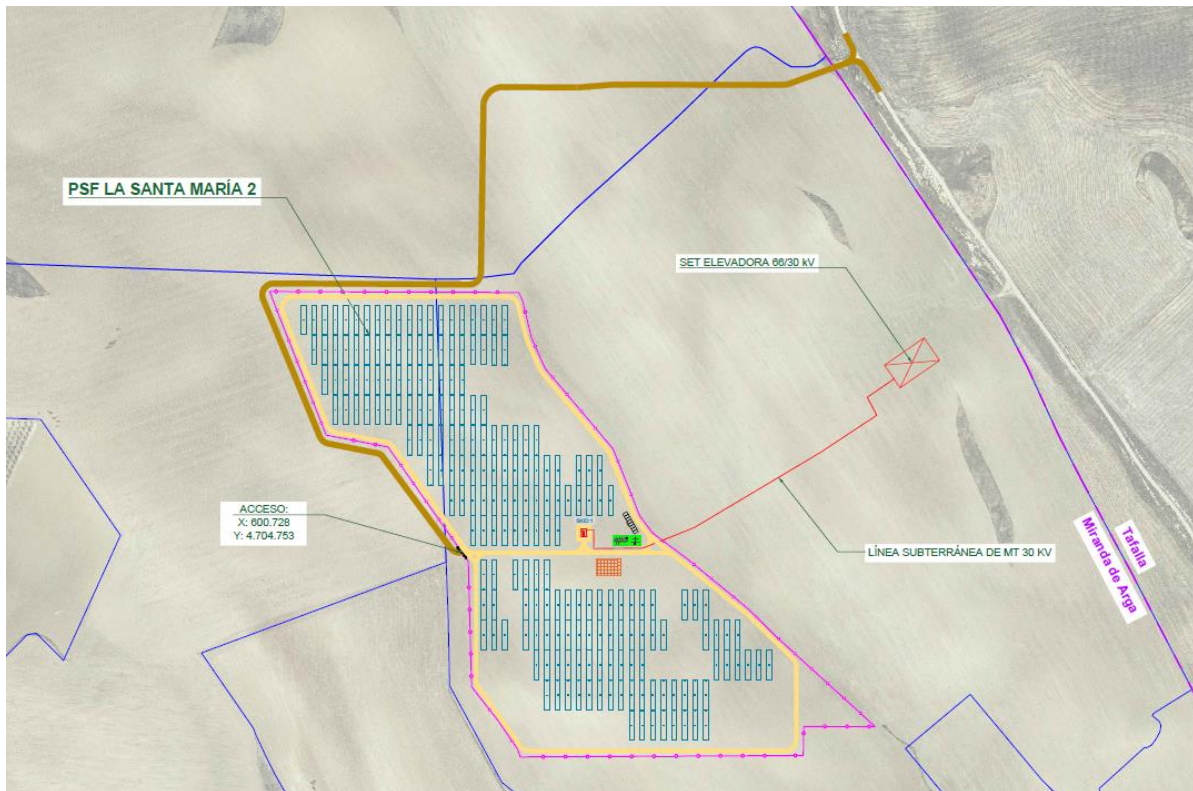 PSF LA SANTA MARÍA 2
SET ELEVADORA 66/30 kV
ACCESO:
X: 600.728
Y: 4.704.753
LÍNEA SUBTERRÁNEA DE MT 30 KV
Tafalla
Miranda de Arga